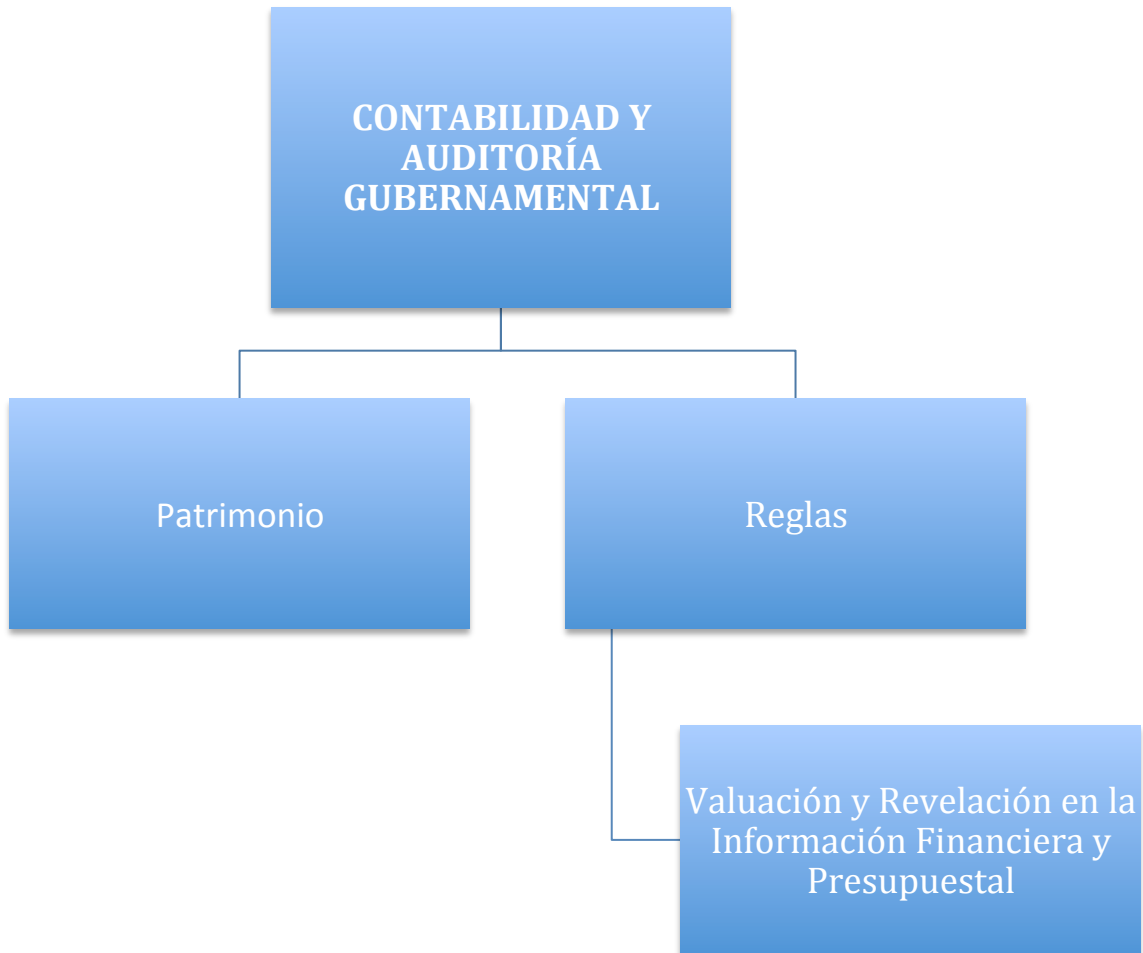 CONTABILIDAD Y
AUDITORÍA
GUBERNAMENTAL
Patrimonio
Reglas
Valuación y Revelación en la
Información Financiera y
Presupuestal